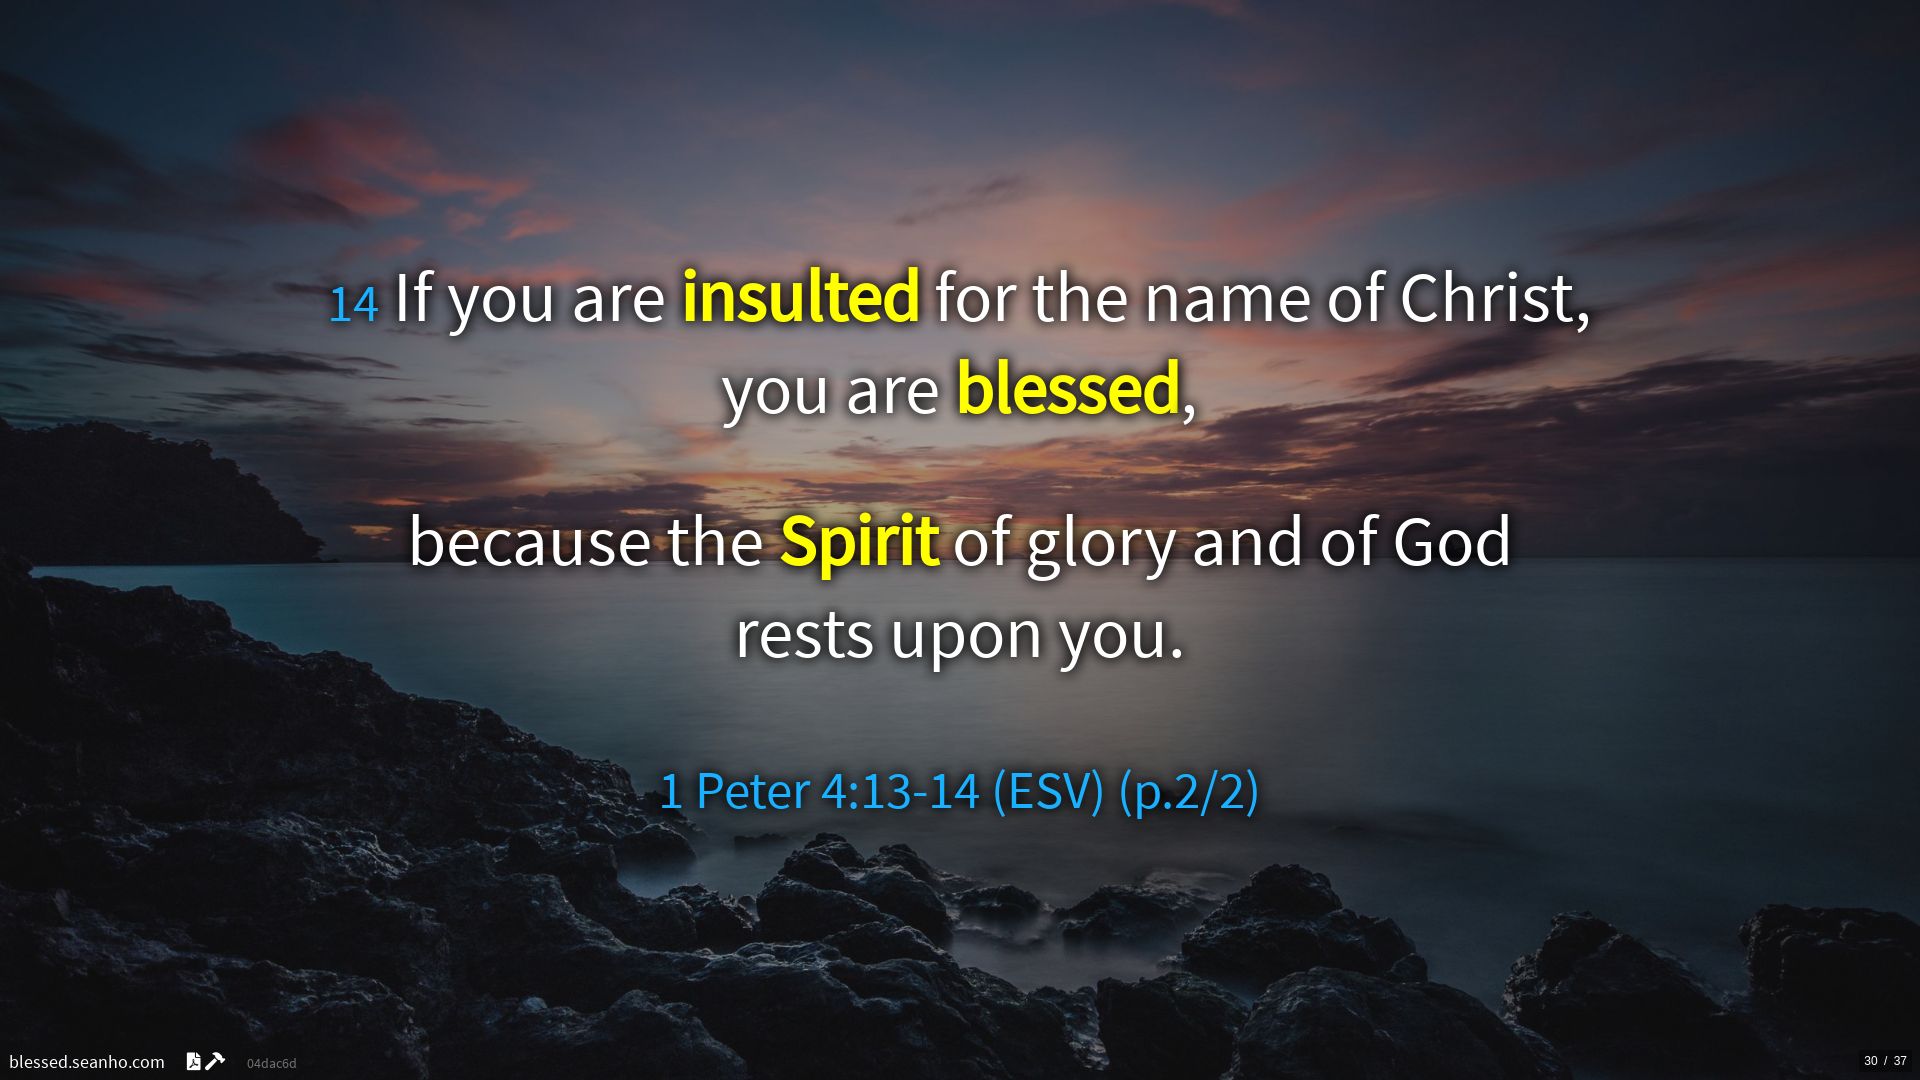 14 If you are insulted for the name of Christ,
you are blessed,
because the Spirit of glory and of God
rests upon you.
1 Peter 4:13-14 (ESV) (p.2/2)
blessed.seanho.com 04dac6d
30 / 37